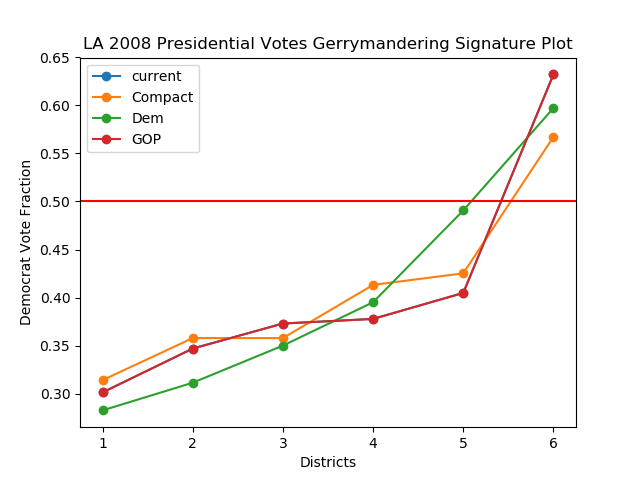 LA 2008 Presidential Votes Gerrymandering Signature Plot
0.65
0.60
0.55
0.50
0.45
0.40
0.35
0.30
Democrat Vote Fraction
current
Compact
Dem
GOP
1 2 3 4 5 6
Districts